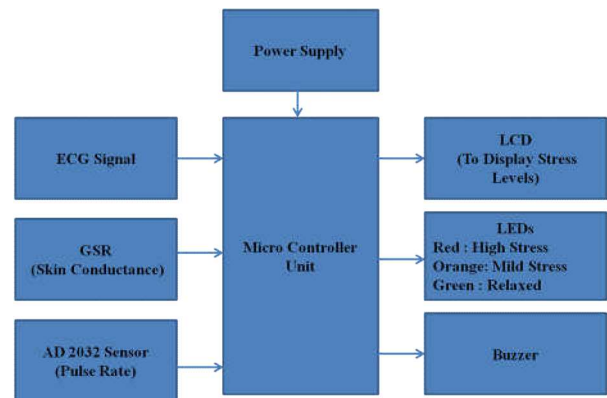 Power Supply
ECG Signal
GSR
(Skin Conductance)
AD 2032 Sensor
(Pulse Rate)
Micro Controller
Unit
LCD
(To Display Stress
Levels)
LEDs
Red : High Stress
Orange: Mild Stress
Green : Relaxed
Buzzer